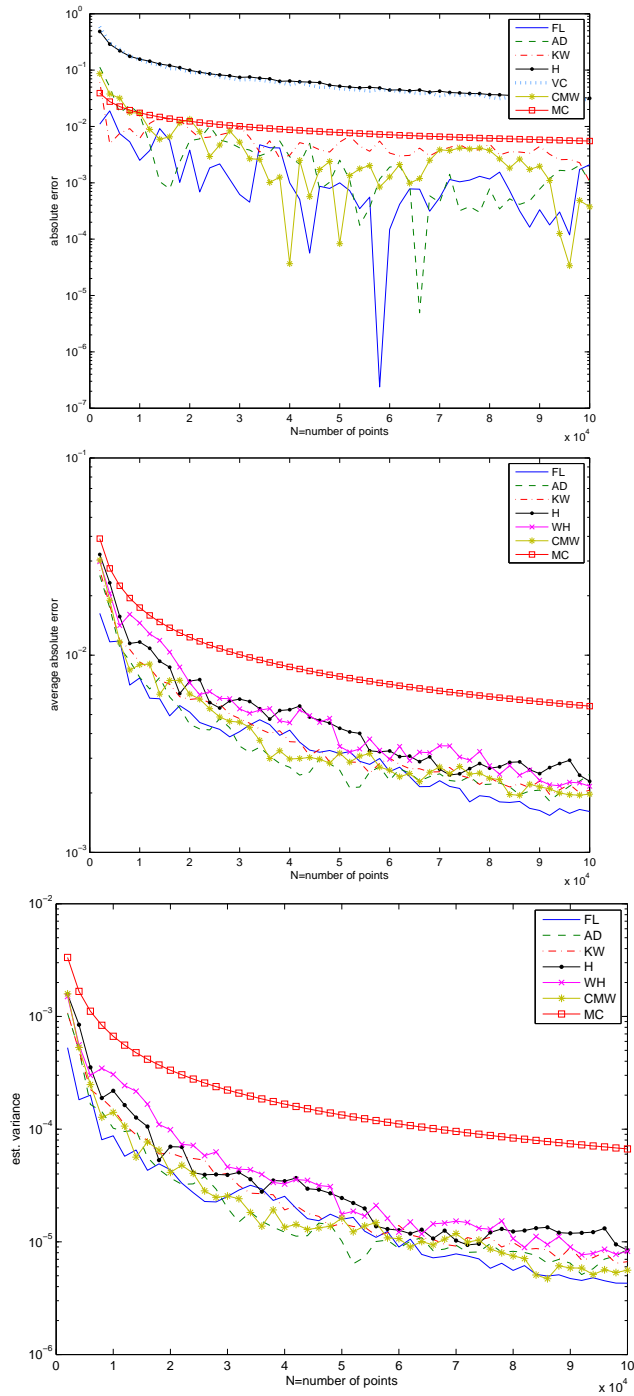 10^1
10^0
10^-1
10^-2
10^-3
10^-4
10^-5
10^-6
10^-7
absolute error
FL
AD
KW
H
VC
CMW
MC
0 1 2 3 4 5 6 7 8 9 10
x 10^4
N=number of points
10^-1
10^-2
10^-3
average absolute error
FL
AD
KW
H
WH
CMW
MC
0 1 2 3 4 5 6 7 8 9 10
x 10^4
N=number of points
10^-2
10^-3
10^-4
10^-5
10^-6
est. variance
FL
AD
KW
H
WH
CMW
MC
0 1 2 3 4 5 6 7 8 9 10
x 10^4
N=number of points